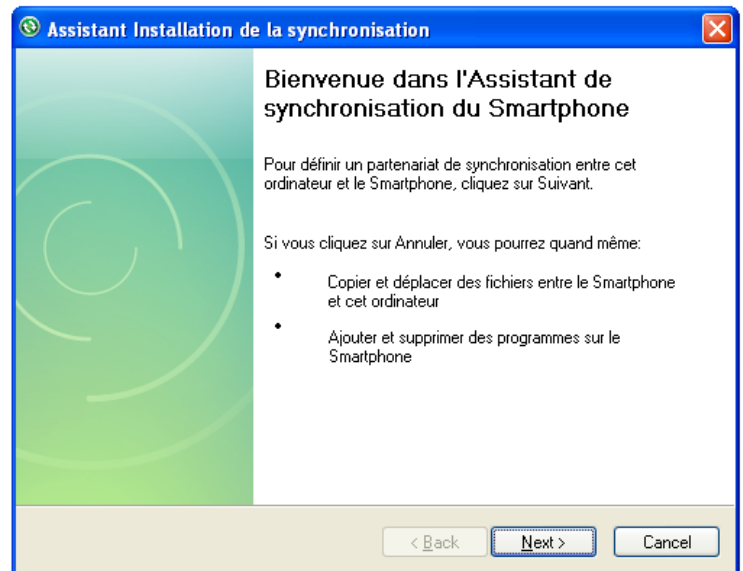 Assistant Installation de la synchronisation
Bienvenue dans l'Assistant de
synchronisation du Smartphone
Pour définir un partenariat de synchronisation entre cet
ordinateur et le Smartphone, cliquez sur Suivant.
Si vous cliquez sur Annuler, vous pourrez quand même:
• Copier et déplacer des fichiers entre le Smartphone
et cet ordinateur
• Ajouter et supprimer des programmes sur le
Smartphone
< Back Next > Cancel